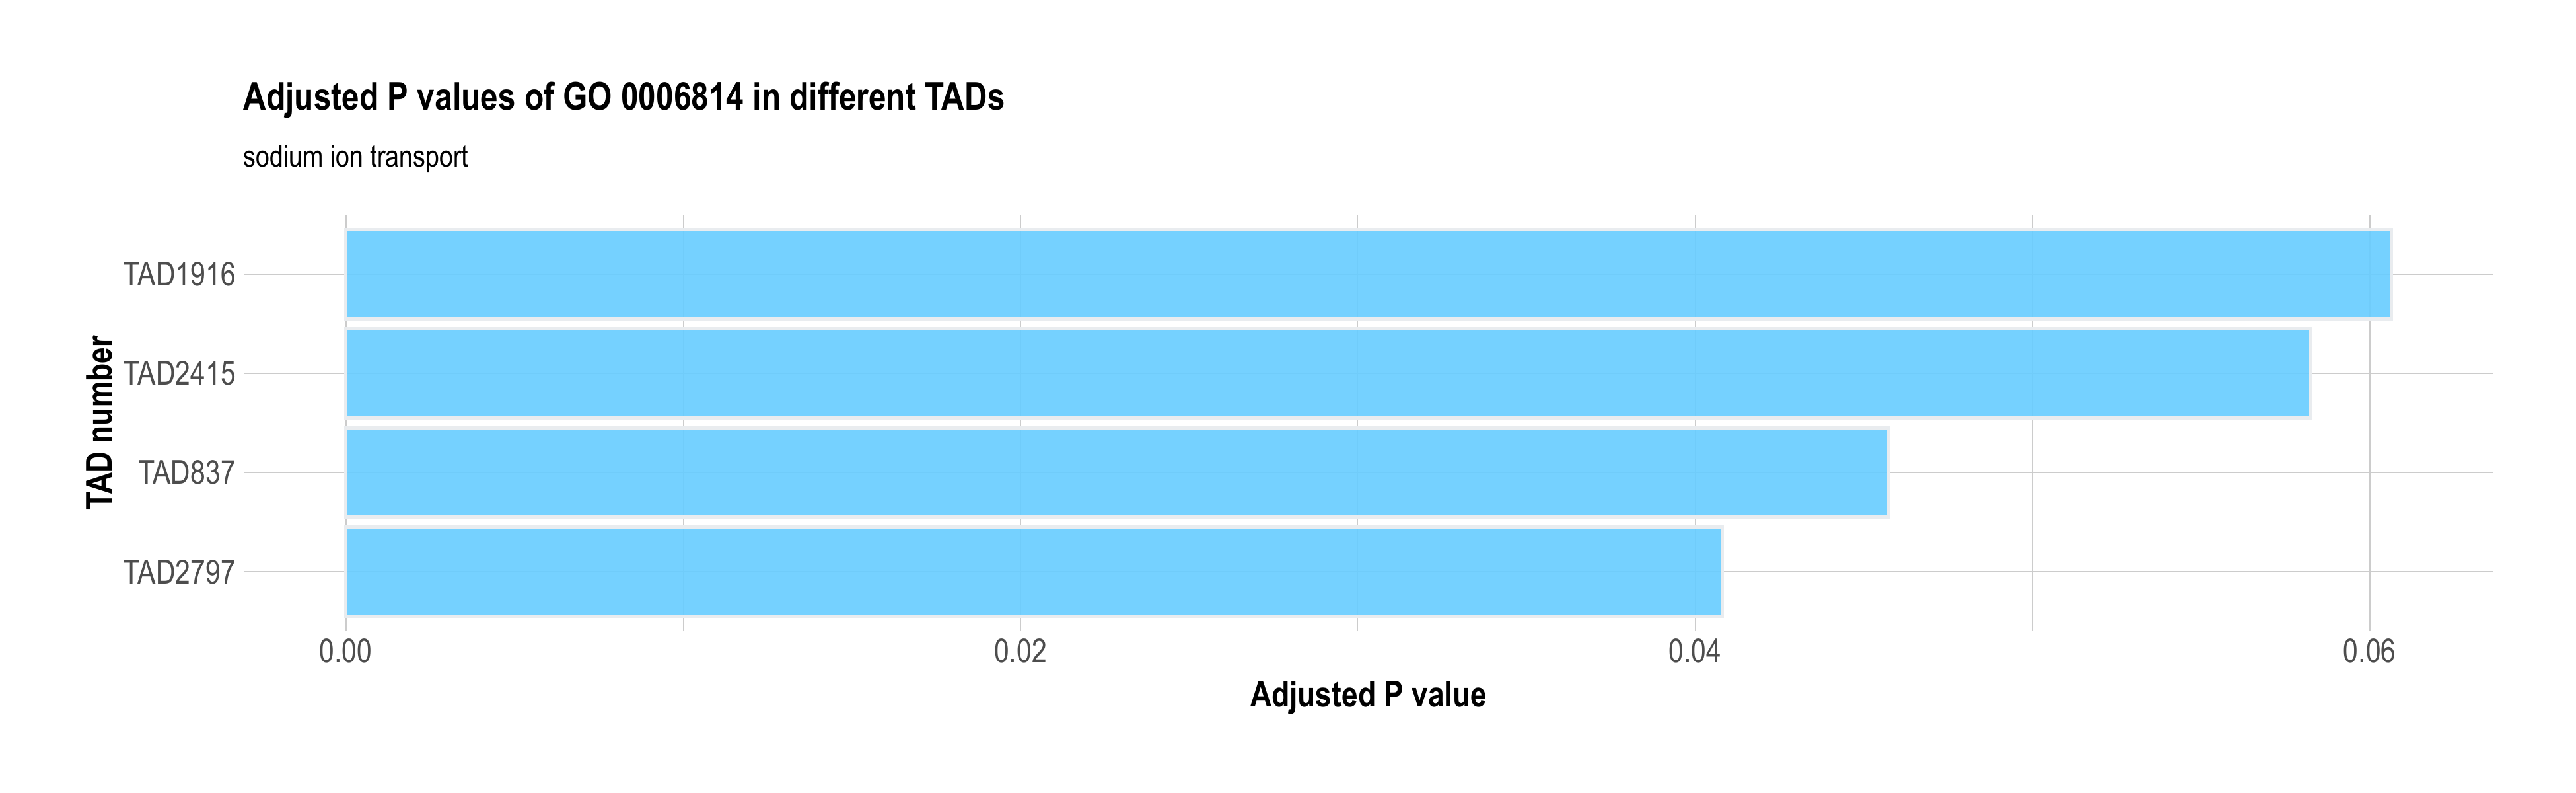 Adjusted P values of GO 0006814 in different TADs
sodium ion transport
TAD number
TAD1916
TAD2415
TAD837
TAD2797
0.00 0.02 0.04 0.06
Adjusted P value